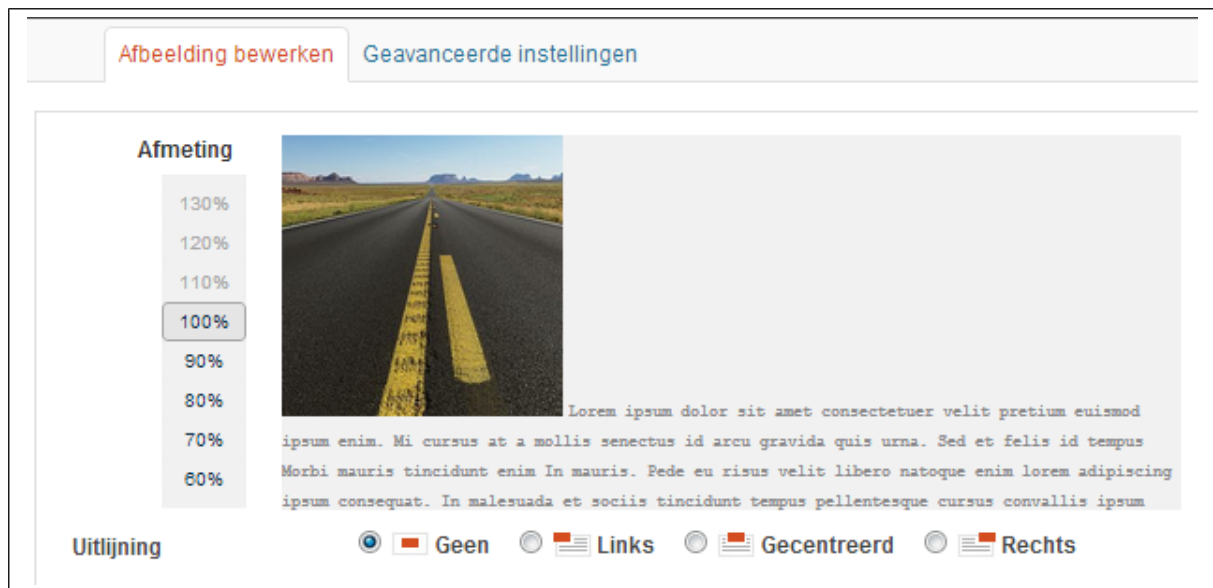 Afbeelding bewerken Geavanceerde instellingen
Afmeting
130%
120%
110%
100%
90%
80%
70%
60%
Lorem ipsum dolor sit amet consectetuer velit pretium euismod
ipsum enim. Mi cursus at a mollis senectus id arcu gravida quis urna. Sed et felis id tempus
Morbi mauris tincidunt enim In mauris. Pede eu risus velit libero natoque enim lorem adipiscing
ipsum consequat. In malesuada et sociis tincidunt tempus pellentesque cursus convallis ipsum
Uitlijning Geen Links Gecentreerd Rechts